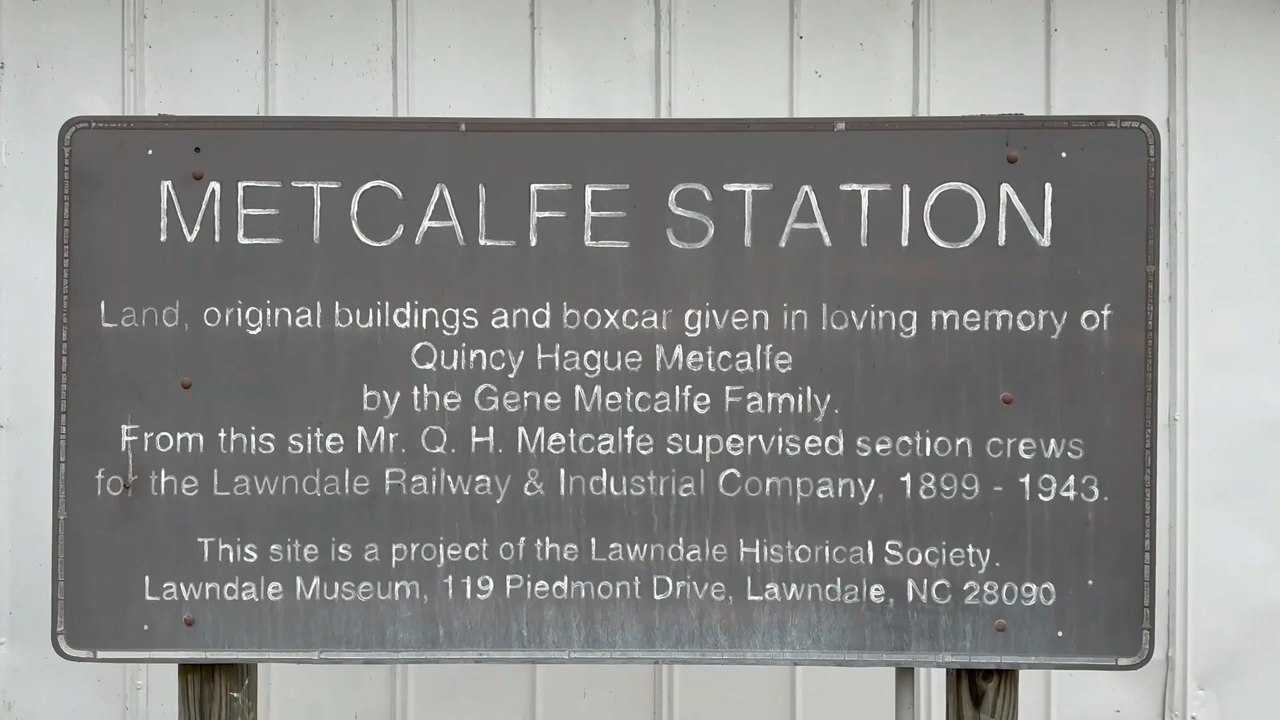 METCALFE STATION
Land, original buildings and boxcar given in loving memory of
Quincy Hague Metcalfe
by the Gene Metcalfe Family.
From this site Mr. Q. H. Metcalfe supervised section crews
for the Lawndale Railway & Industrial Company, 1899 - 1943.
This site is a project of the Lawndale Historical Society.
Lawndale Museum, 119 Piedmont Drive, Lawndale, NC 28090